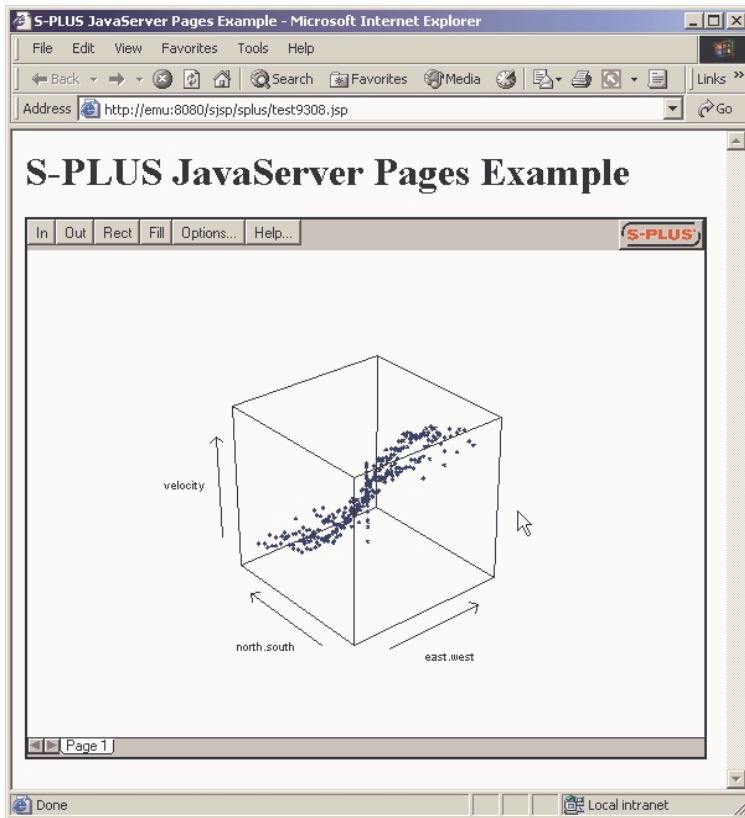 S-PLUS JavaServer Pages Example - Microsoft Internet Explorer
File Edit View Favorites Tools Help
Back Search Favorites Media Links »
Address http://emu:8080/sjsp/splus/test9308.jsp Go
S-PLUS JavaServer Pages Example
In Out Rect Fill Options... Help... S-PLUS
velocity
north.south
east.west
Page 1
Done Local intranet